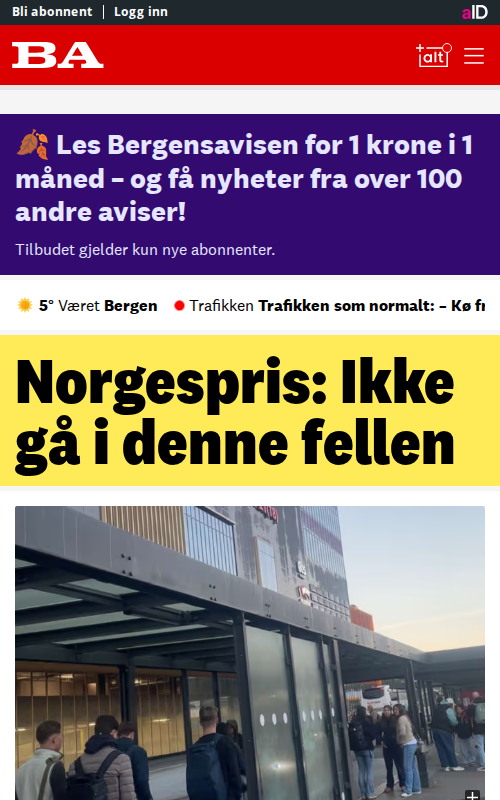 Bli abonnent | Logg inn
aID
BA
+alt
Les Bergensavisen for 1 krone i 1
måned – og få nyheter fra over 100
andre aviser!
Tilbudet gjelder kun nye abonnenter.
5° Været Bergen Trafikken Trafikken som normalt: – Kø fr
Norgespris: Ikke
gå i denne fellen